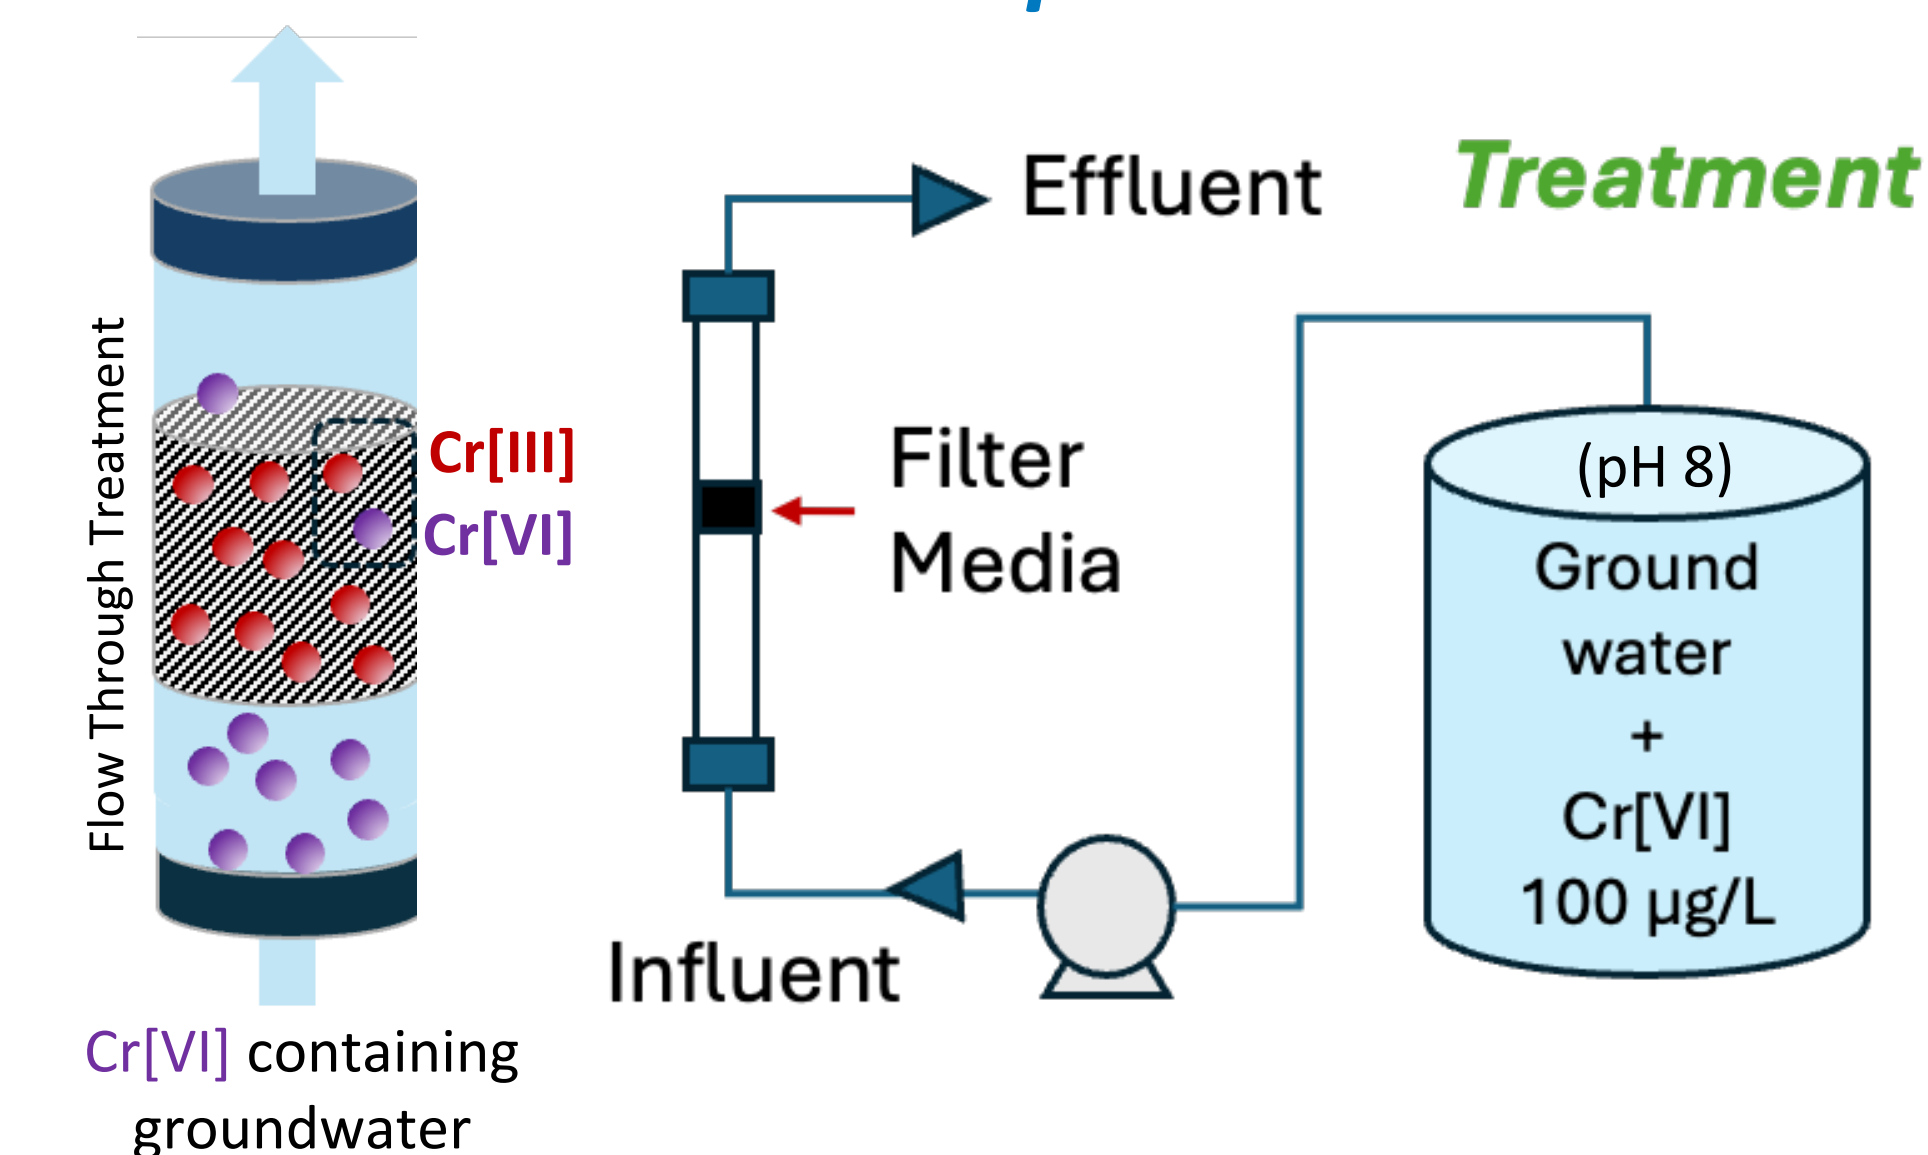 Treatment
Effluent
Flow Through Treatment
Cr[III]
Cr[VI]
Filter
Media
(pH 8)
Ground
water
+
Cr[VI]
100 µg/L
Influent
Cr[VI] containing
groundwater